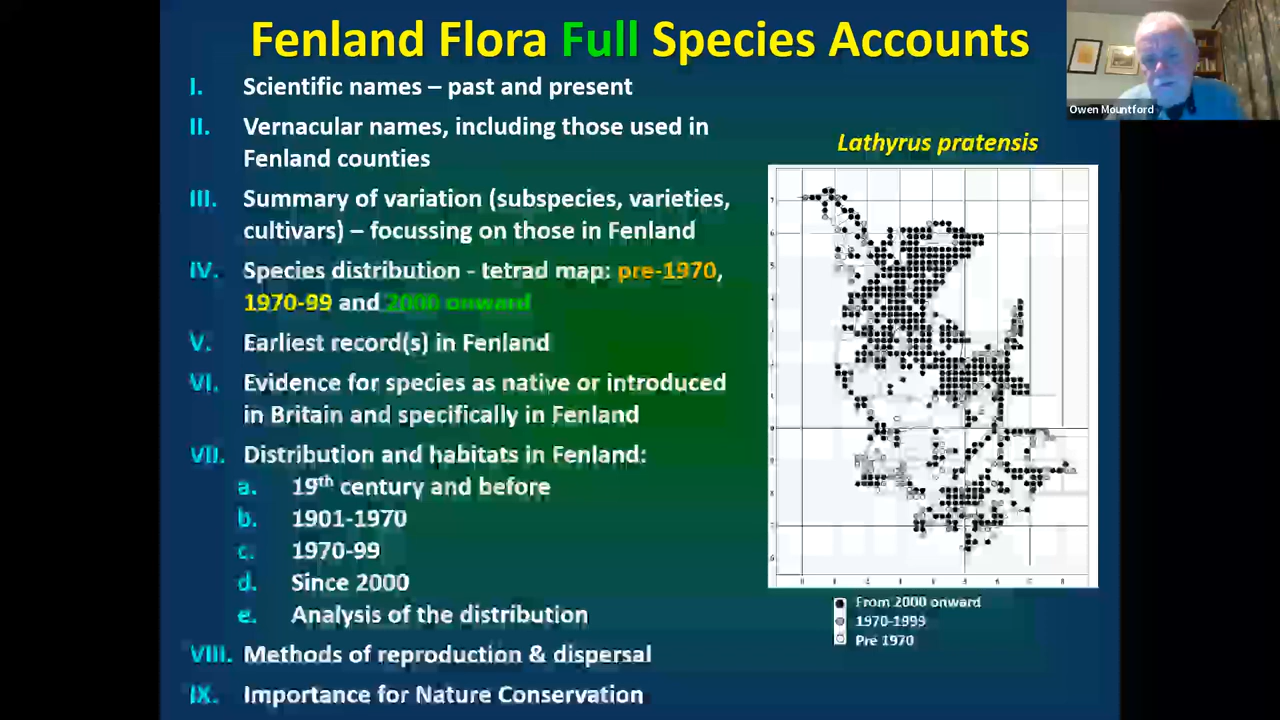 Fenland Flora Full Species Accounts
Owen Mountford
I. Scientific names – past and present
II. Vernacular names, including those used in
Fenland counties
III. Summary of variation (subspecies, varieties,
cultivars) – focussing on those in Fenland
IV. Species distribution - tetrad map: pre-1970,
1970-99 and 2000 onward
V. Earliest record(s) in Fenland
VI. Evidence for species as native or introduced
in Britain and specifically in Fenland
VII. Distribution and habitats in Fenland:
a. 19th century and before
b. 1901-1970
c. 1970-99
d. Since 2000
e. Analysis of the distribution
VIII. Methods of reproduction & dispersal
IX. Importance for Nature Conservation
Lathyrus pratensis
From 2000 onward
1970-1999
Pre 1970